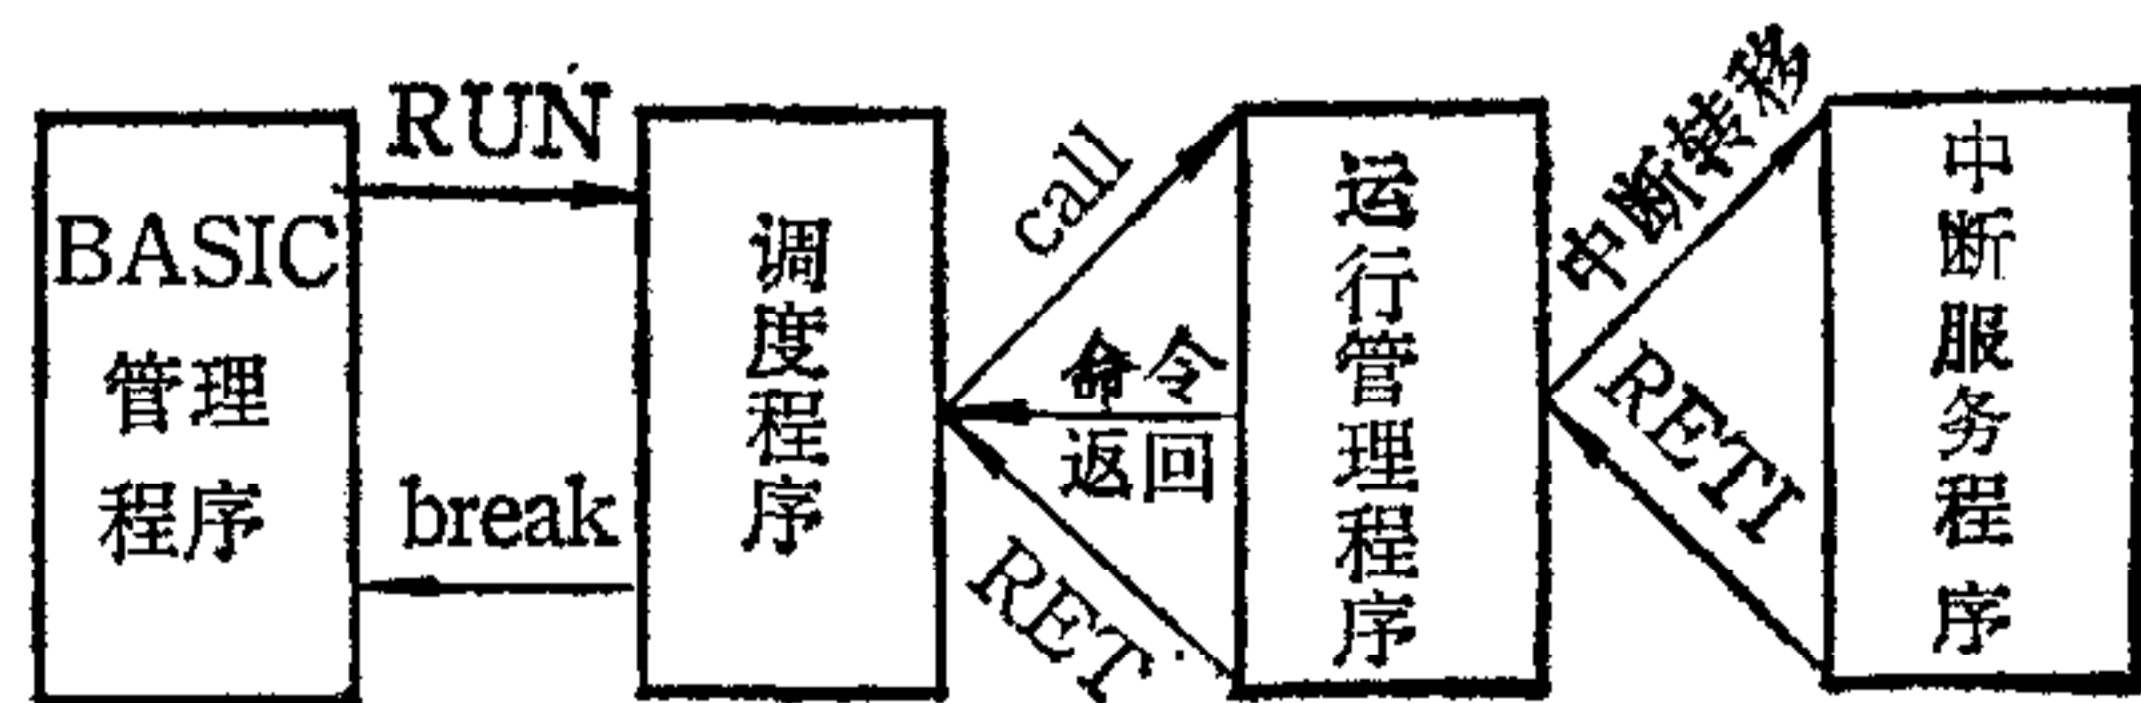 BASIC
管理
程序
RUN
break
调度程序
call
命令
返回
RET
运行管理程序
中断转移
RETI
中断服务程序